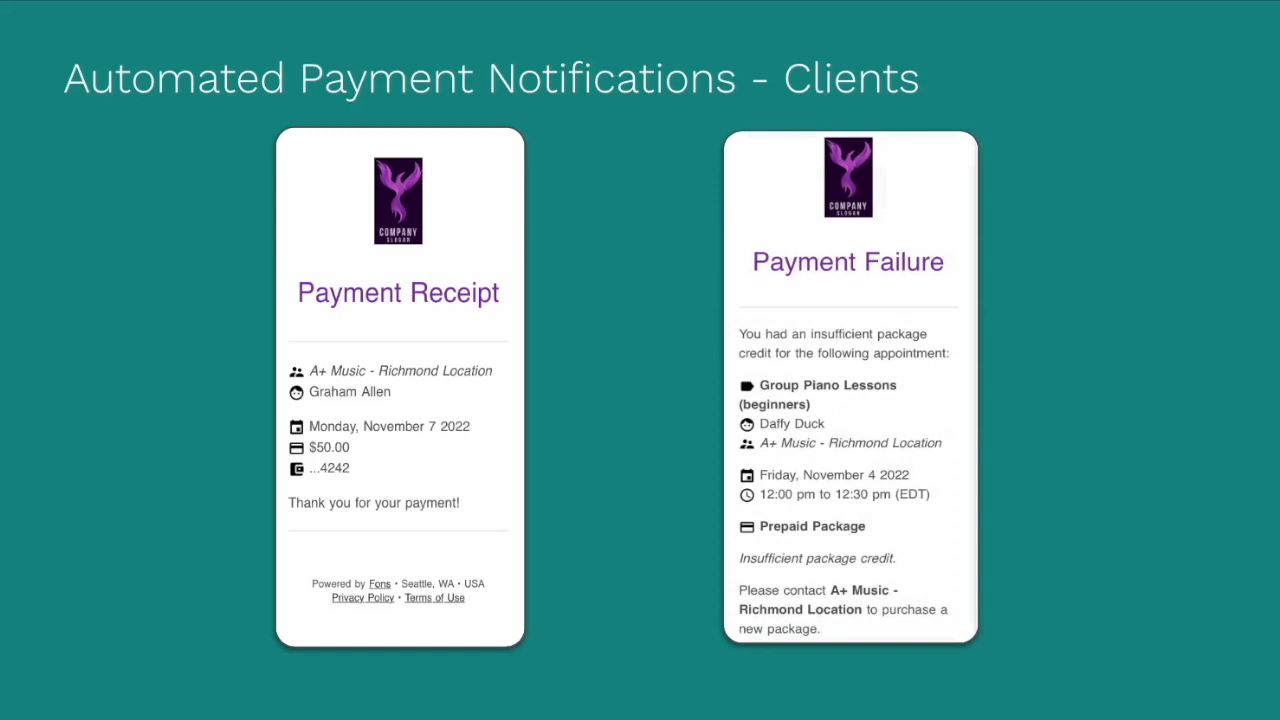 Automated Payment Notifications - Clients
COMPANY
SLOGAN
Payment Receipt
A+ Music - Richmond Location
Graham Allen
Monday, November 7 2022
$50.00
...4242
Thank you for your payment!
Powered by Fons • Seattle, WA • USA
Privacy Policy • Terms of Use
COMPANY
SLOGAN
Payment Failure
You had an insufficient package
credit for the following appointment:
Group Piano Lessons
(beginners)
Daffy Duck
A+ Music - Richmond Location
Friday, November 4 2022
12:00 pm to 12:30 pm (EDT)
Prepaid Package
Insufficient package credit.
Please contact A+ Music -
Richmond Location to purchase a
new package.